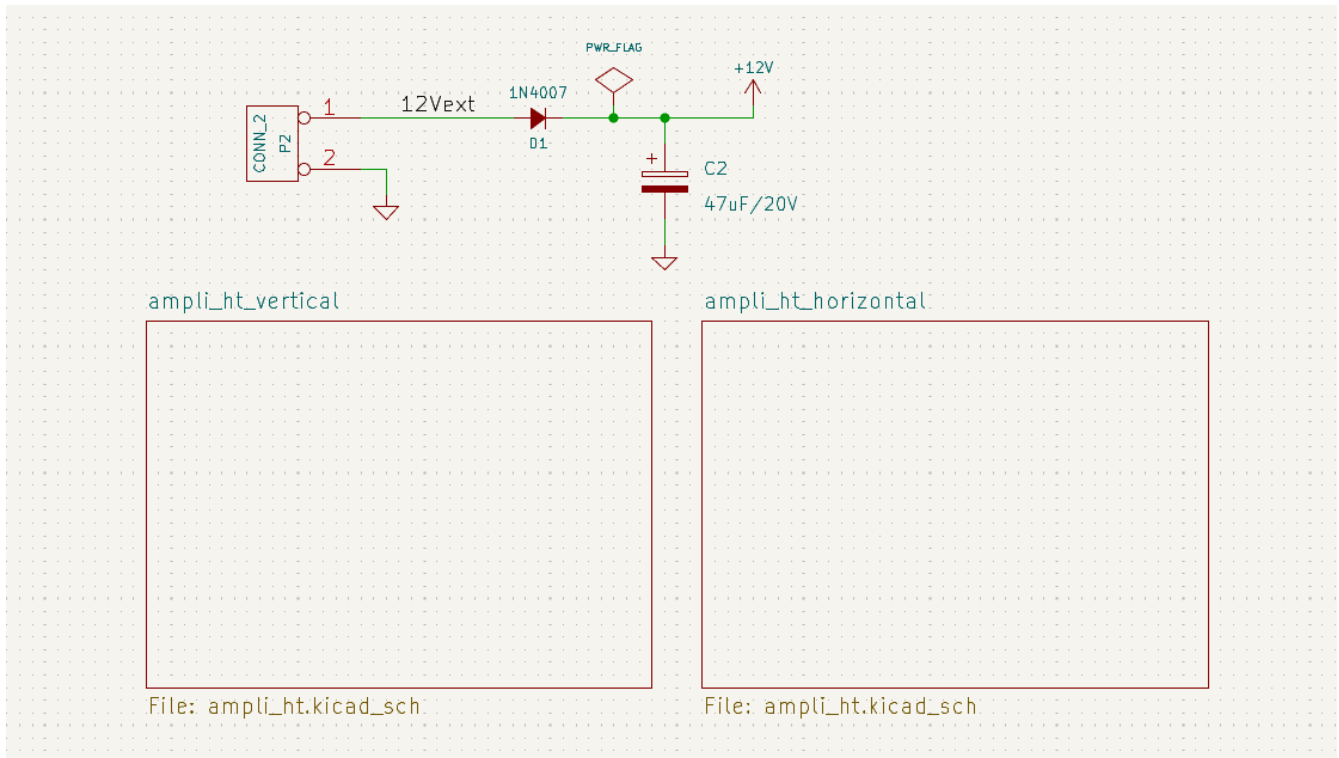 PWR_FLAG
+12V
1N4007
12Vext
1
CONN_2
P2
D1
2
+
C2
47uF/20V
ampli_ht_vertical
ampli_ht_horizontal
File: ampli_ht.kicad_sch
File: ampli_ht.kicad_sch